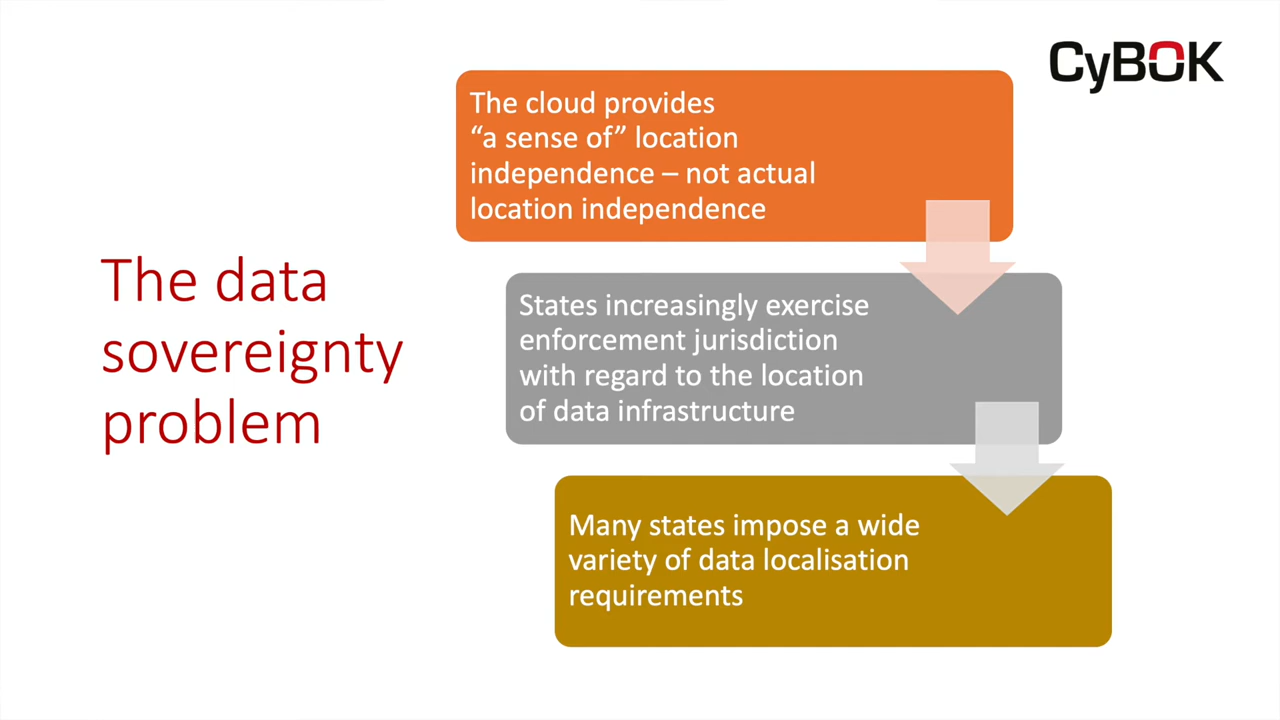 CyBOK
The data
sovereignty
problem
The cloud provides
“a sense of” location
independence – not actual
location independence
States increasingly exercise
enforcement jurisdiction
with regard to the location
of data infrastructure
Many states impose a wide
variety of data localisation
requirements